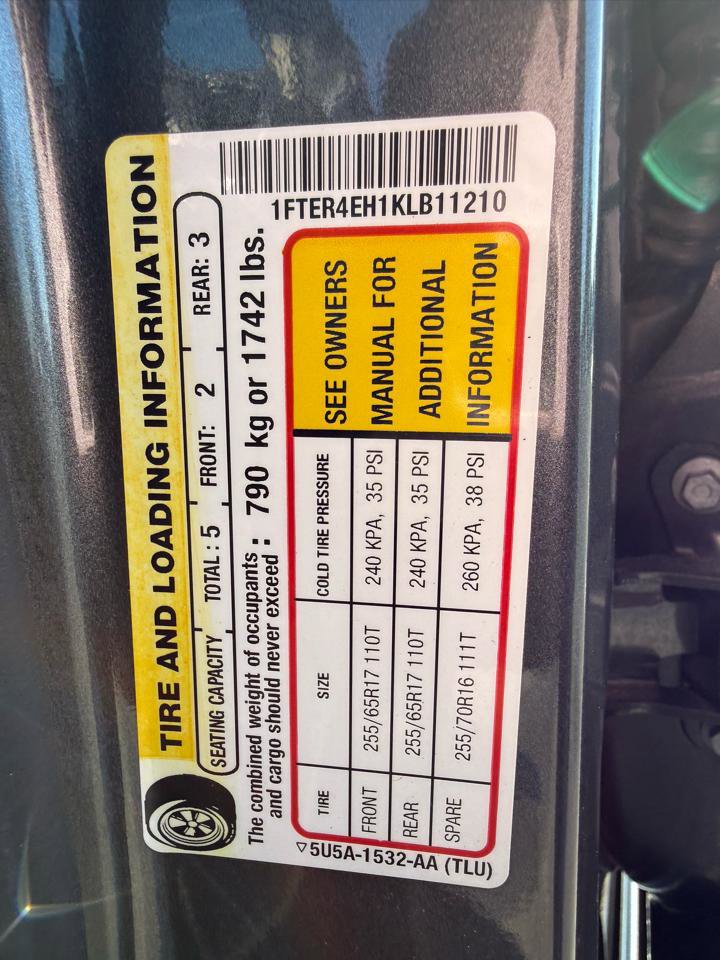 TIRE AND LOADING INFORMATION
SEATING CAPACITY TOTAL : 5 FRONT: 2 REAR: 3
The combined weight of occupants
and cargo should never exceed : 790 kg or 1742 lbs.
TIRE SIZE COLD TIRE PRESSURE
FRONT 255/65R17 110T 240 KPA, 35 PSI
REAR 255/65R17 110T 240 KPA, 35 PSI
SPARE 255/70R16 111T 260 KPA, 38 PSI
SEE OWNERS
MANUAL FOR
ADDITIONAL
INFORMATION
5U5A-1532-AA (TLU)
1FTER4EH1KLB11210